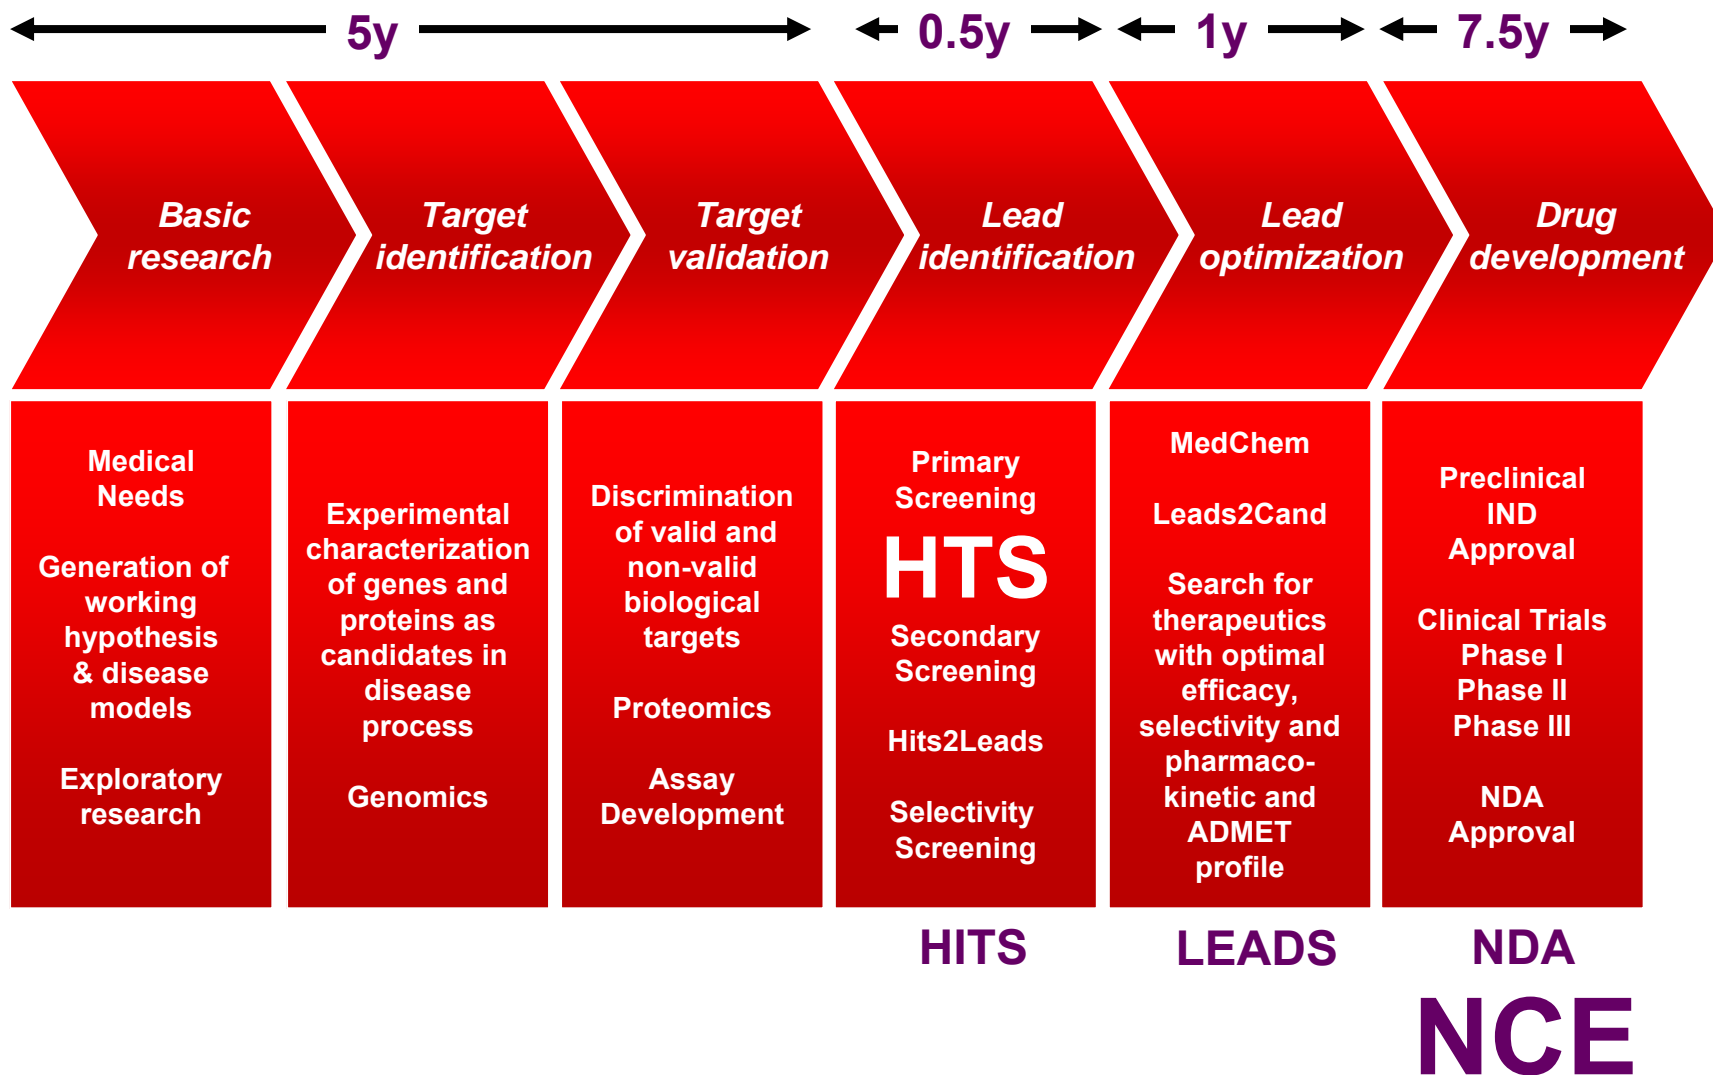 5y
0.5y
1y
7.5y
Basic
research
Target
identification
Target
validation
Lead
identification
Lead
optimization
Drug
development
Medical
Needs
Generation of
working
hypothesis
& disease
models
Exploratory
research
Experimental
characterization
of genes and
proteins as
candidates in
disease
process
Genomics
Discrimination
of valid and
non-valid
biological
targets
Proteomics
Assay
Development
Primary
Screening
HTS
Secondary
Screening
Hits2Leads
Selectivity
Screening
MedChem
Leads2Cand
Search for
therapeutics
with optimal
efficacy,
selectivity and
pharmaco-
kinetic and
ADMET
profile
Preclinical
IND
Approval
Clinical Trials
Phase I
Phase II
Phase III
NDA
Approval
HITS
LEADS
NDA
NCE